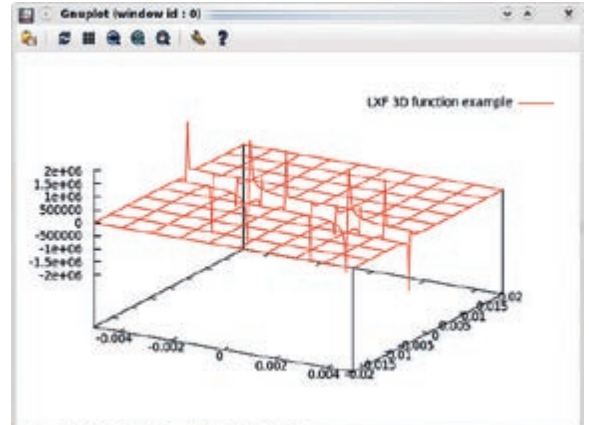 Gnuplot (window id : 0)
LXF 3D function example
2e+06
1.5e+06
1e+06
500000
0
-500000
-1e+06
-1.5e+06
-2e+06
-0.004
-0.002
0
0.002
0.004
-0.02
-0.015
-0.01
-0.005
0
0.005
0.01
0.015
0.02